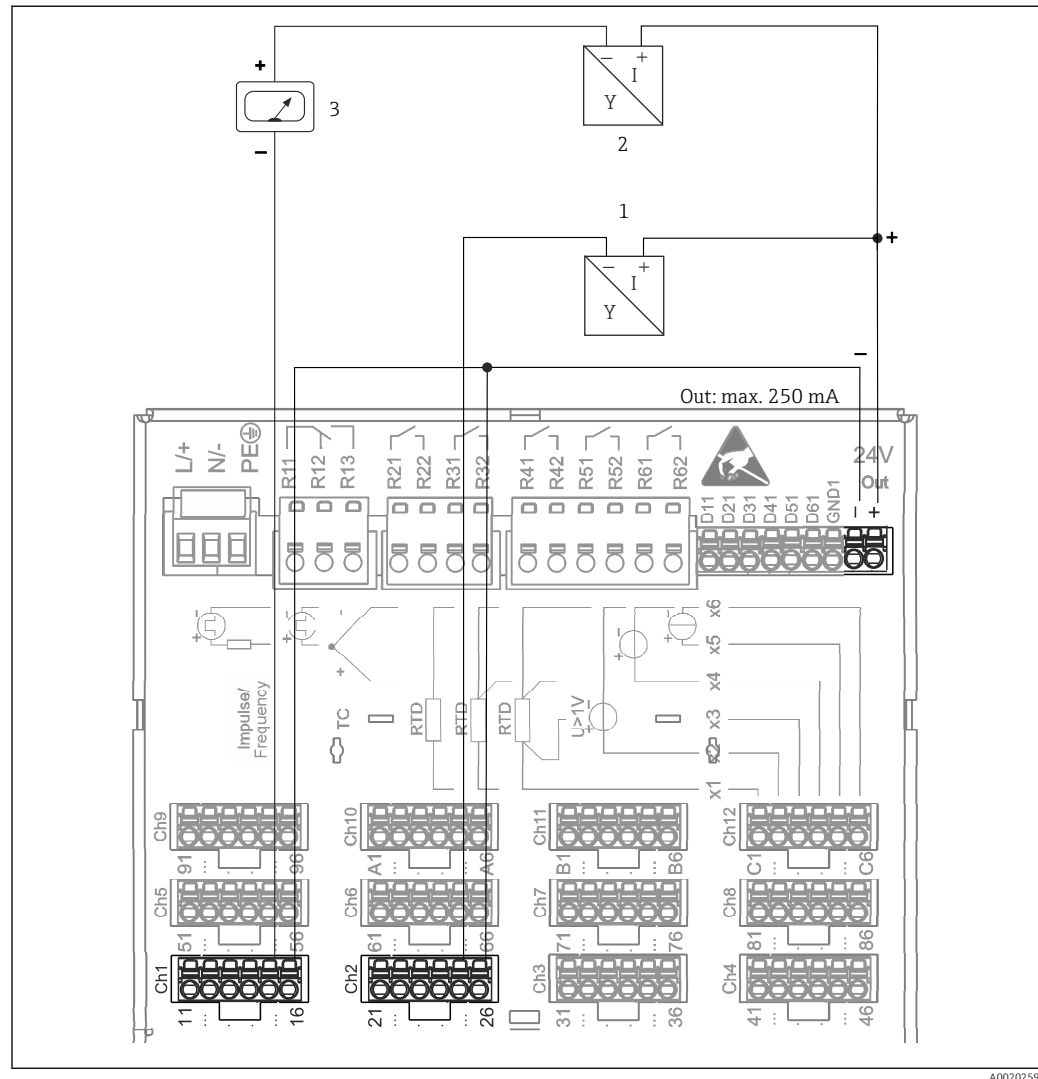 − +
I
Y
2
+
3
−
1
− +
I
Y
+
−
Out: max. 250 mA
L/+
N/-
PE
R11
R12
R13
R21
R22
R31
R32
R41
R42
R51
R52
R61
R62
D11
D21
D31
D41
D51
D61
GND1
24V
Out
−
+
Impulse/
Frequency
− +
− +
+
TC
RTD
RTD
RTD
U>1V
− +
− +
− +
x6
x5
x4
x3
x2
x1
Ch9
91 ... . ... 96
Ch10
A1 ... . ... A6
Ch11
B1 ... . ... B6
Ch12
C1 ... . ... C6
Ch5
51 ... . ... 56
Ch6
61 ... . ... 66
Ch7
71 ... . ... 76
Ch8
81 ... . ... 86
Ch1
11 ... . ... 16
Ch2
21 ... . ... 26
Ch3
31 ... . ... 36
Ch4
41 ... . ... 46
A0020259